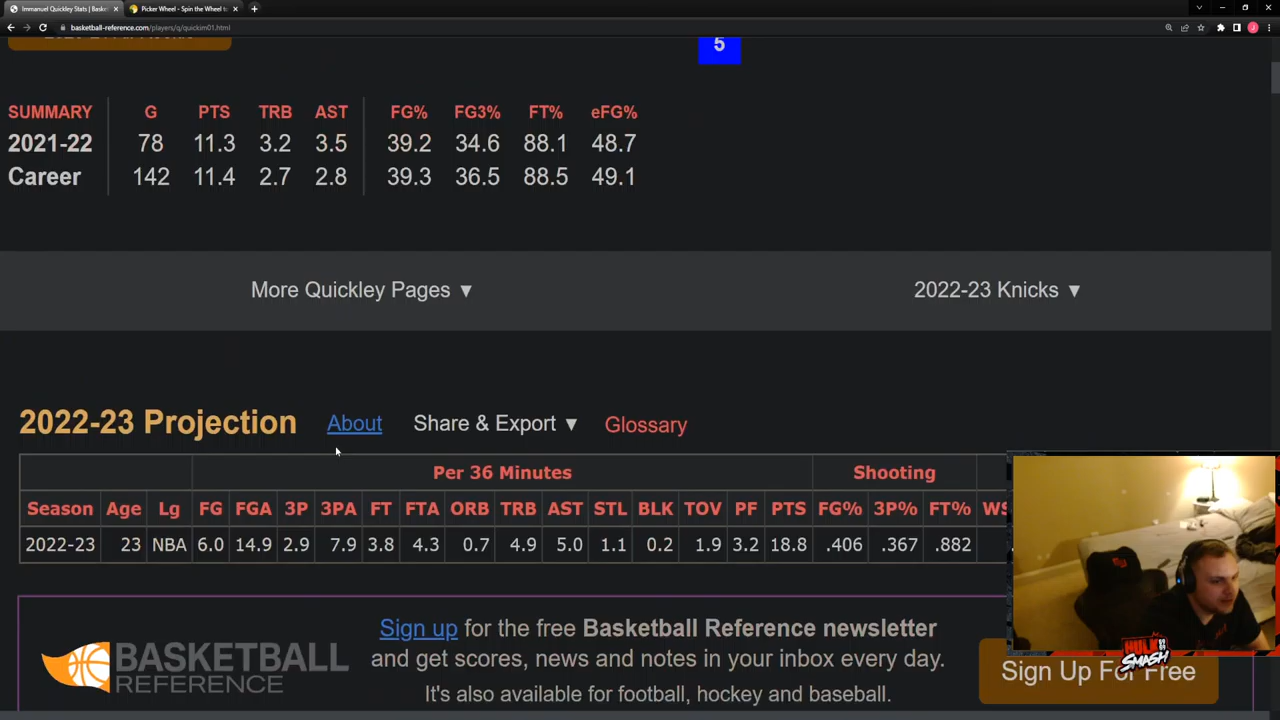 Immanuel Quickley Stats | Baske
Picker Wheel - Spin the Wheel to
basketball-reference.com/players/q/quickim01.html
5
SUMMARY G PTS TRB AST FG% FG3% FT% eFG%
2021-22 78 11.3 3.2 3.5 39.2 34.6 88.1 48.7
Career 142 11.4 2.7 2.8 39.3 36.5 88.5 49.1
More Quickley Pages ▼ 2022-23 Knicks ▼
2022-23 Projection About Share & Export ▼ Glossary
Per 36 Minutes Shooting
Season Age Lg FG FGA 3P 3PA FT FTA ORB TRB AST STL BLK TOV PF PTS FG% 3P% FT% WS
2022-23 23 NBA 6.0 14.9 2.9 7.9 3.8 4.3 0.7 4.9 5.0 1.1 0.2 1.9 3.2 18.8 .406 .367 .882
Sign up for the free Basketball Reference newsletter
and get scores, news and notes in your inbox every day.
It's also available for football, hockey and baseball.
BASKETBALL
REFERENCE
Sign Up For Free
HULK
SMASH